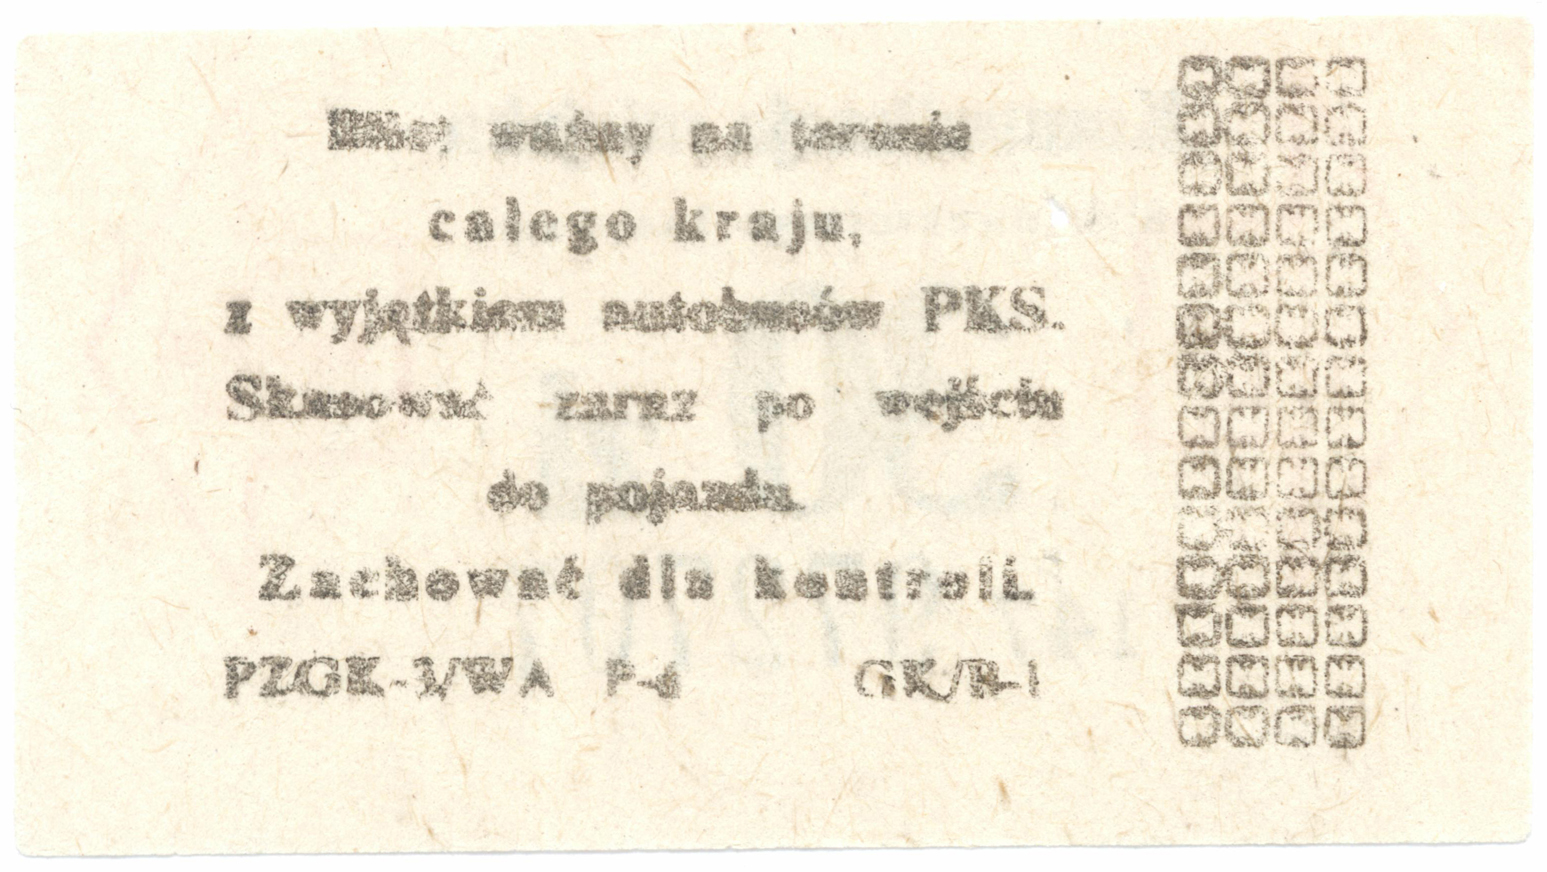 Bilet ważny na terenie
całego kraju,
z wyjątkiem autobusów PKS.
Skasować zaraz po wejściu
do pojazdu.
Zachować dla kontroli.
PZGK-3/WA P-4 GK/B-1